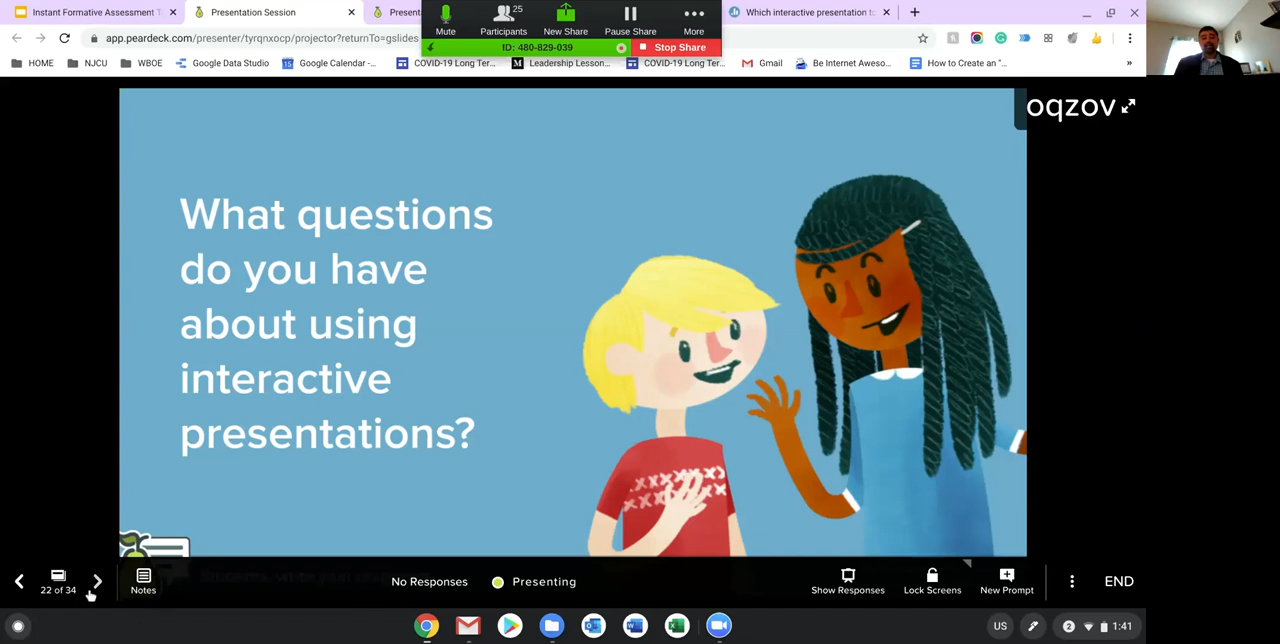 Instant Formative Assessment T
Presentation Session
Present
Mute
25
Participants
New Share
Pause Share
More
ID: 480-829-039
Stop Share
Which interactive presentation to
app.peardeck.com/presenter/tyrqnxocp/projector?returnTo=gslides
HOME
NJCU
WBOE
Google Data Studio
15
Google Calendar -...
COVID-19 Long Ter...
M
Leadership Lesson...
COVID-19 Long Ter...
Gmail
Be Internet Aweso...
How to Create an "...
»
oqzov
What questions
do you have
about using
interactive
presentations?
22 of 34
Notes
No Responses
Presenting
Show Responses
Lock Screens
New Prompt
END
US
2
1:41